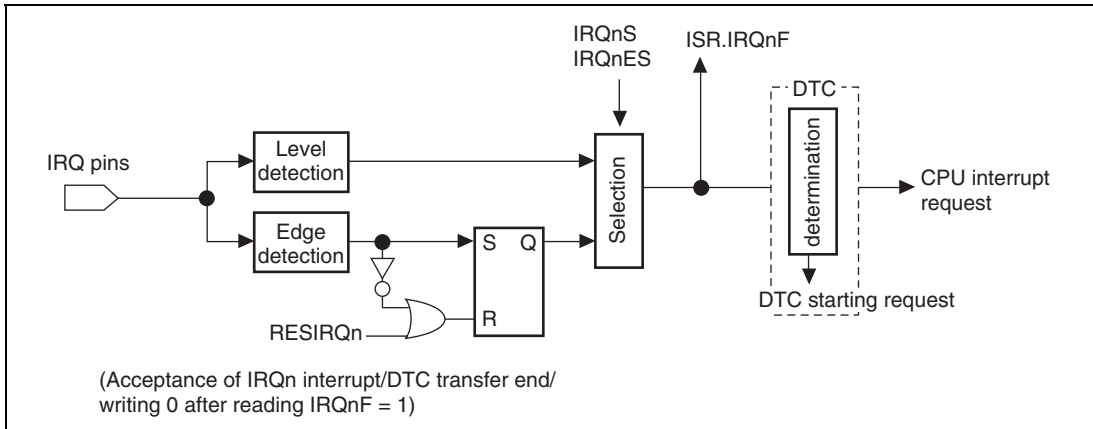 IRQnS
IRQnES
ISR.IRQnF
DTC
IRQ pins
Level
detection
Edge
detection
S Q
R
RESIRQn
Selection
determination
CPU interrupt
request
DTC starting request
(Acceptance of IRQn interrupt/DTC transfer end/
writing 0 after reading IRQnF = 1)